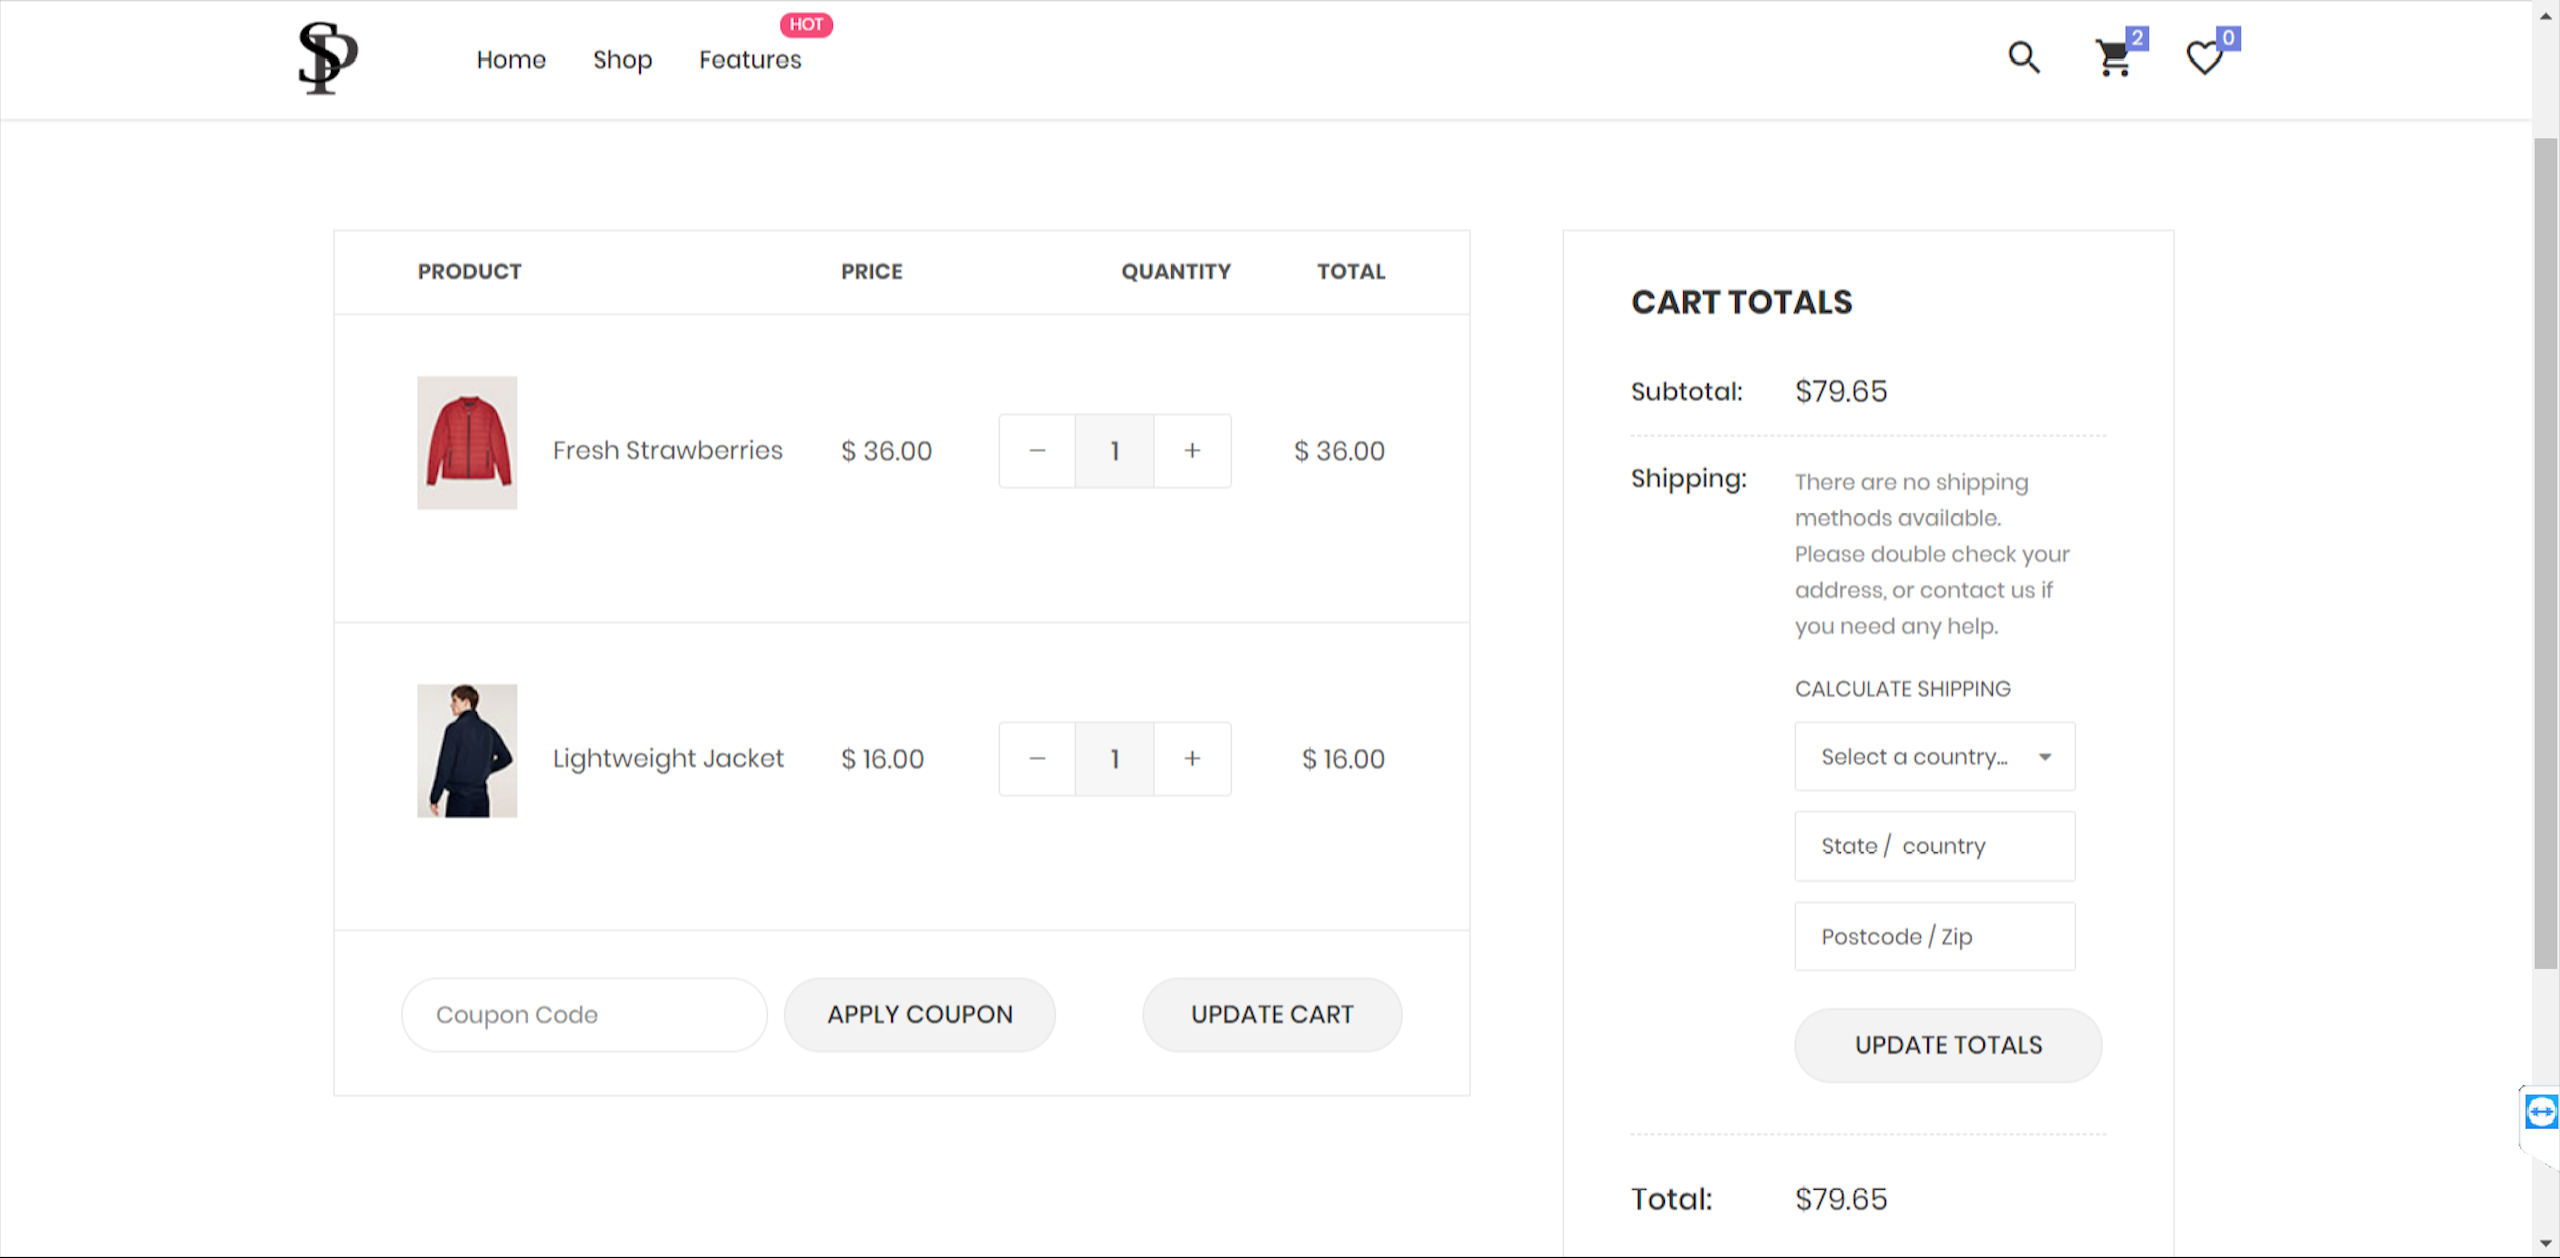 SP
HOT
Home Shop Features
2
0
PRODUCT PRICE QUANTITY TOTAL
Fresh Strawberries $ 36.00 − 1 + $ 36.00
Lightweight Jacket $ 16.00 − 1 + $ 16.00
Coupon Code APPLY COUPON UPDATE CART
CART TOTALS
Subtotal: $79.65
Shipping: There are no shipping
methods available.
Please double check your
address, or contact us if
you need any help.
CALCULATE SHIPPING
Select a country...
State / country
Postcode / Zip
UPDATE TOTALS
Total: $79.65